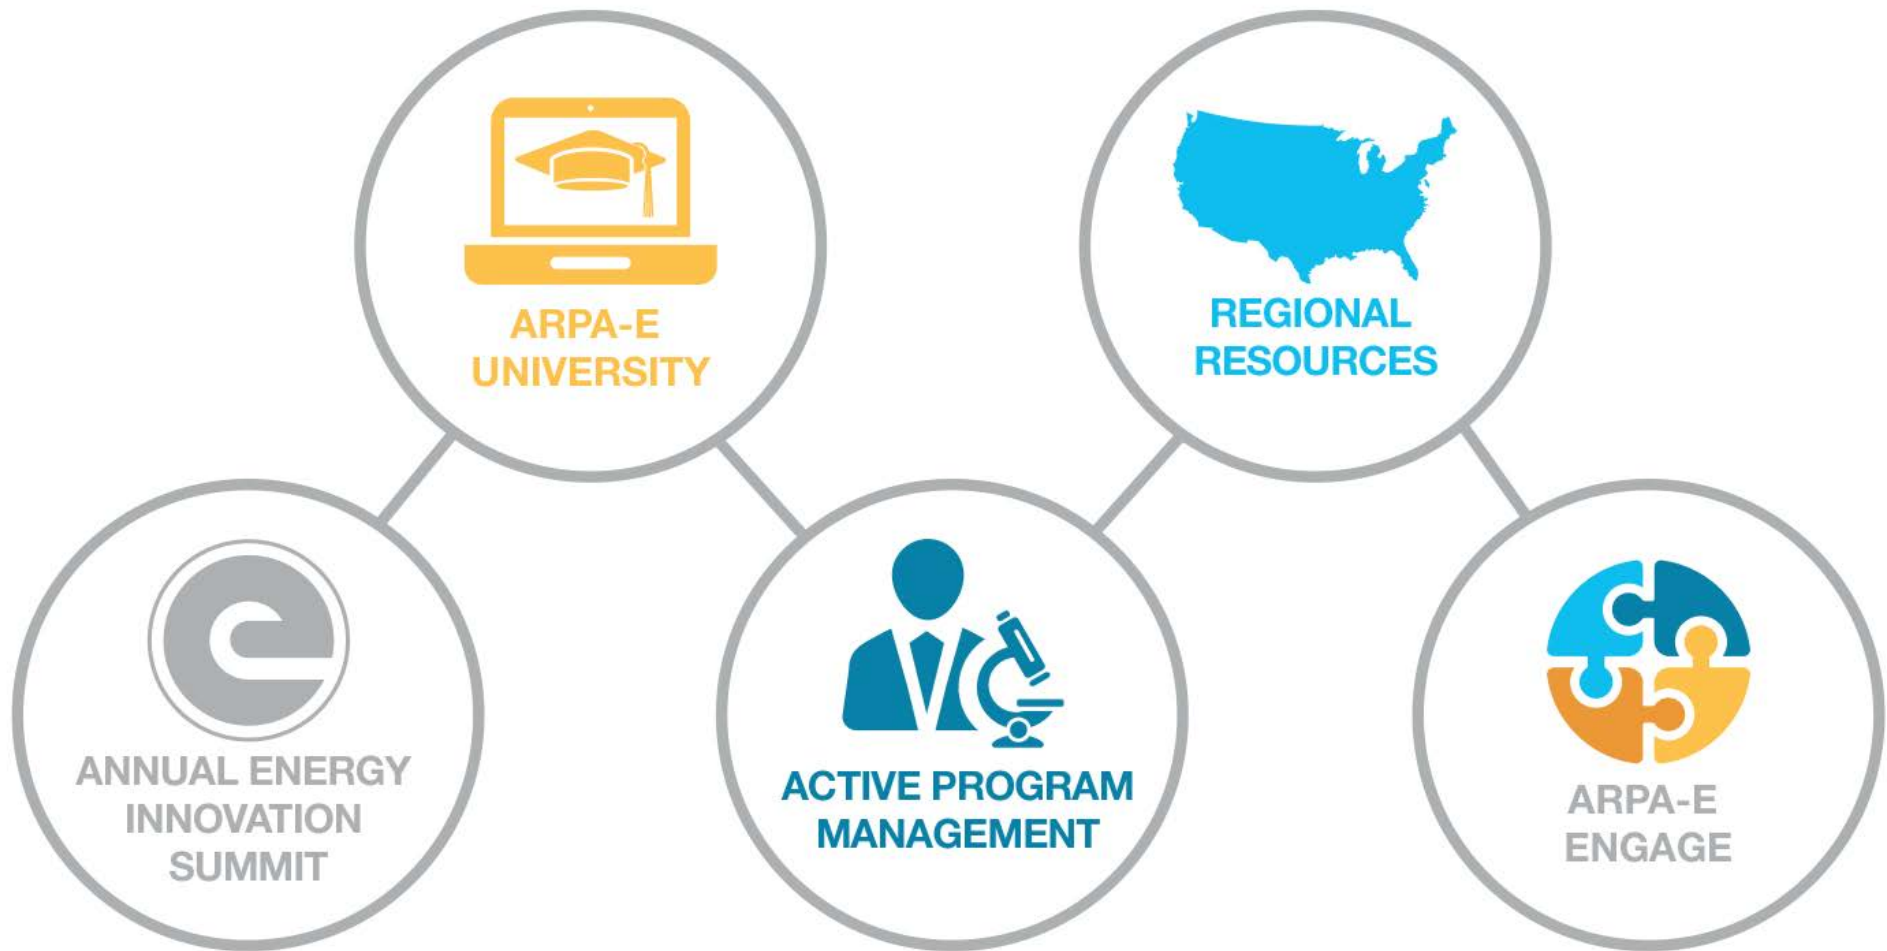 ARPA-E
UNIVERSITY
REGIONAL
RESOURCES
ANNUAL ENERGY
INNOVATION
SUMMIT
ACTIVE PROGRAM
MANAGEMENT
ARPA-E
ENGAGE